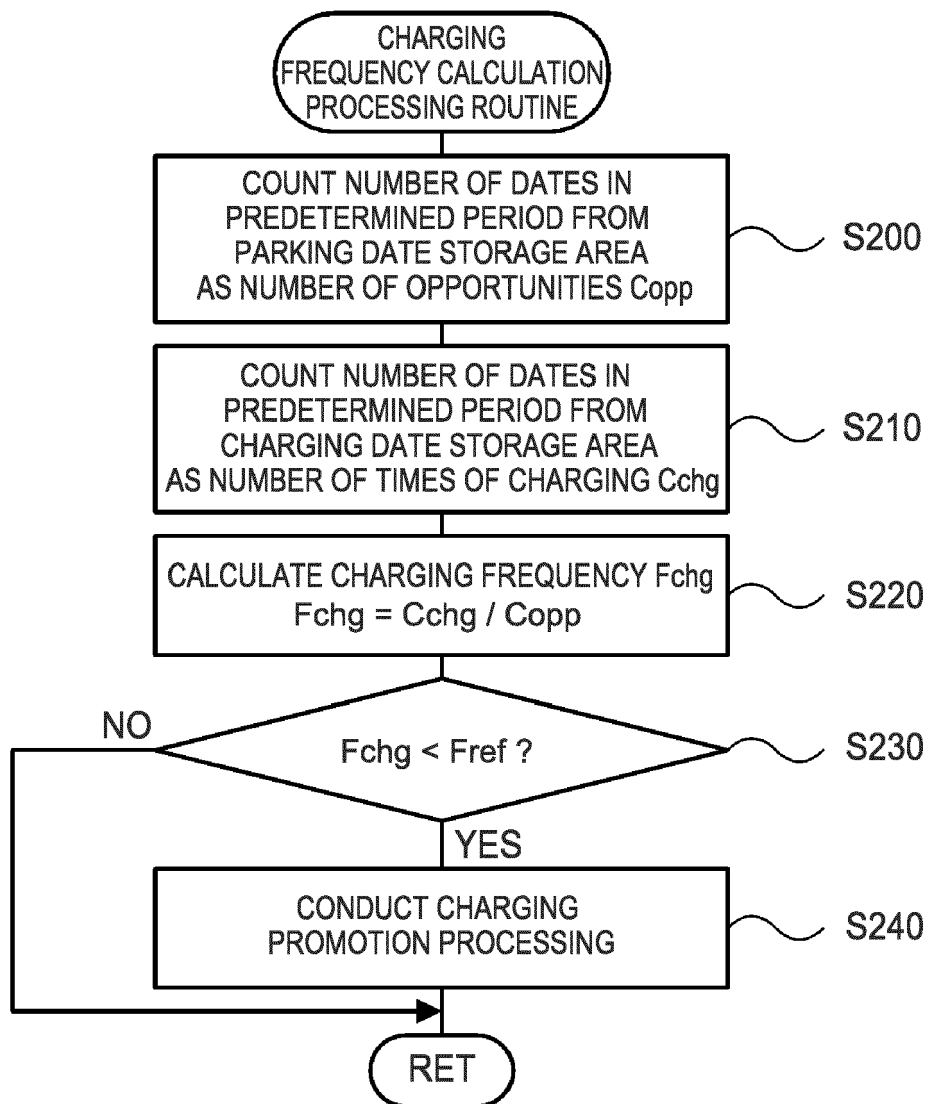 CHARGING
FREQUENCY CALCULATION
PROCESSING ROUTINE
COUNT NUMBER OF DATES IN
PREDETERMINED PERIOD FROM
PARKING DATE STORAGE AREA
AS NUMBER OF OPPORTUNITIES Copp
S200
COUNT NUMBER OF DATES IN
PREDETERMINED PERIOD FROM
CHARGING DATE STORAGE AREA
AS NUMBER OF TIMES OF CHARGING Cchg
S210
CALCULATE CHARGING FREQUENCY Fchg
Fchg = Cchg / Copp
S220
NO
Fchg < Fref ?
S230
YES
CONDUCT CHARGING
PROMOTION PROCESSING
S240
RET